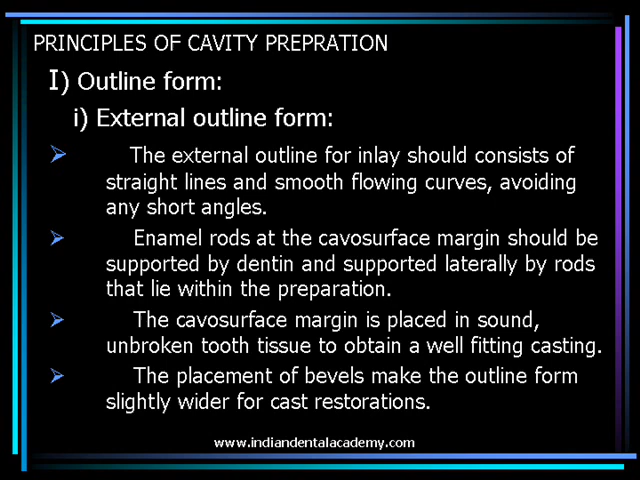 PRINCIPLES OF CAVITY PREPRATION
I) Outline form:
i) External outline form:
The external outline for inlay should consists of
straight lines and smooth flowing curves, avoiding
any short angles.
Enamel rods at the cavosurface margin should be
supported by dentin and supported laterally by rods
that lie within the preparation.
The cavosurface margin is placed in sound,
unbroken tooth tissue to obtain a well fitting casting.
The placement of bevels make the outline form
slightly wider for cast restorations.
www.indiandentalacademy.com